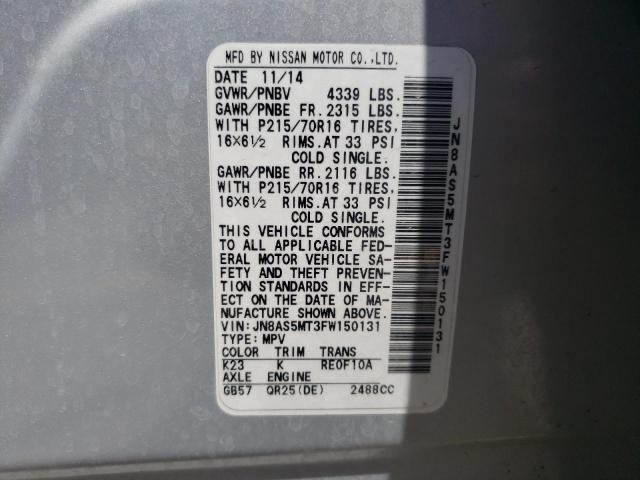 MFD BY NISSAN MOTOR CO.,LTD.
DATE 11/14
GVWR/PNBV 4339 LBS.
GAWR/PNBE FR. 2315 LBS.
WITH P215/70R16 TIRES,
16×6½ RIMS. AT 33 PSI
COLD SINGLE.
GAWR/PNBE RR. 2116 LBS.
WITH P215/70R16 TIRES,
16×6½ RIMS. AT 33 PSI
COLD SINGLE.
THIS VEHICLE CONFORMS
TO ALL APPLICABLE FED-
ERAL MOTOR VEHICLE SA-
FETY AND THEFT PREVEN-
TION STANDARDS IN EFF-
ECT ON THE DATE OF MA-
NUFACTURE SHOWN ABOVE.
VIN: JN8AS5MT3FW150131
TYPE: MPV
COLOR TRIM TRANS
K23 K RE0F10A
AXLE ENGINE
GB57 QR25(DE) 2488CC
JN8AS5MT3FW150131